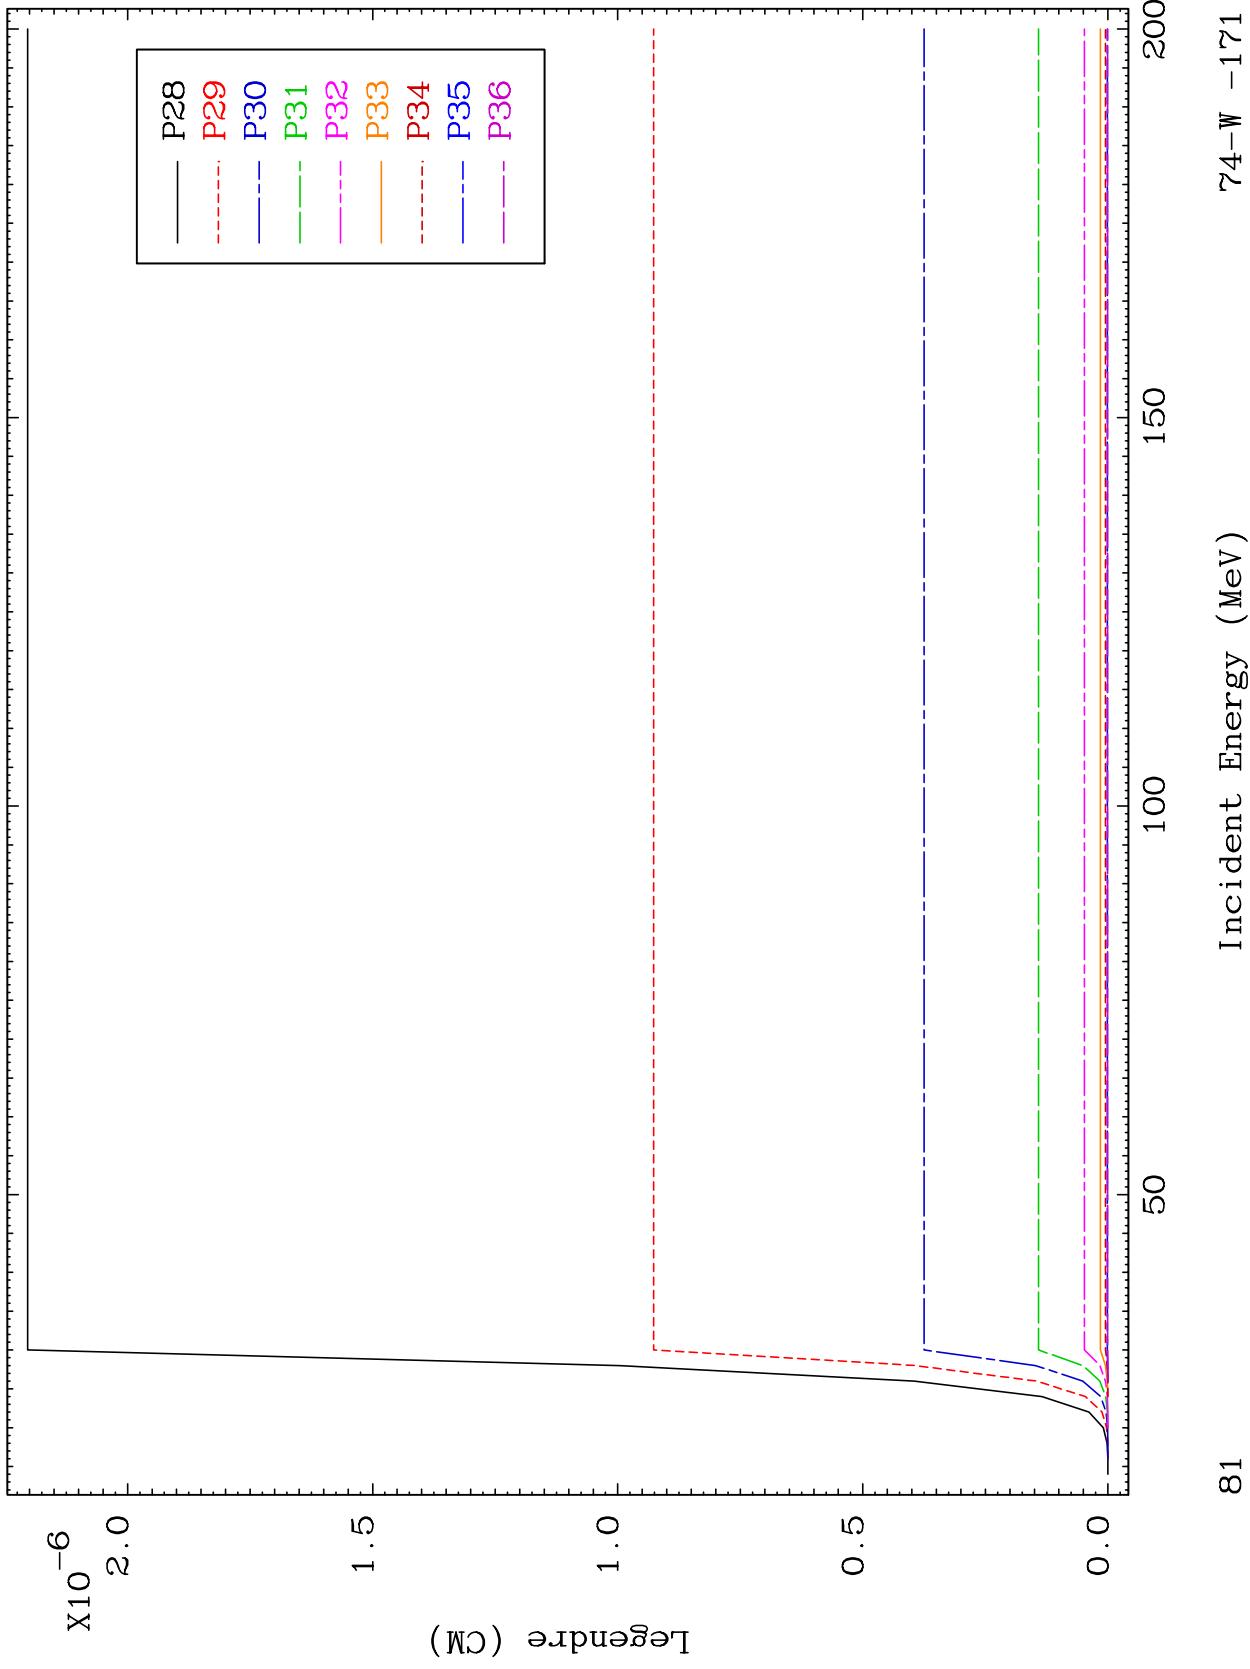 X10-6
2.0
1.5
1.0
0.5
0.0
Legendre (CM)
P28
P29
P30
P31
P32
P33
P34
P35
P36
50
100
150
200
81
Incident Energy (MeV)
74-W -171